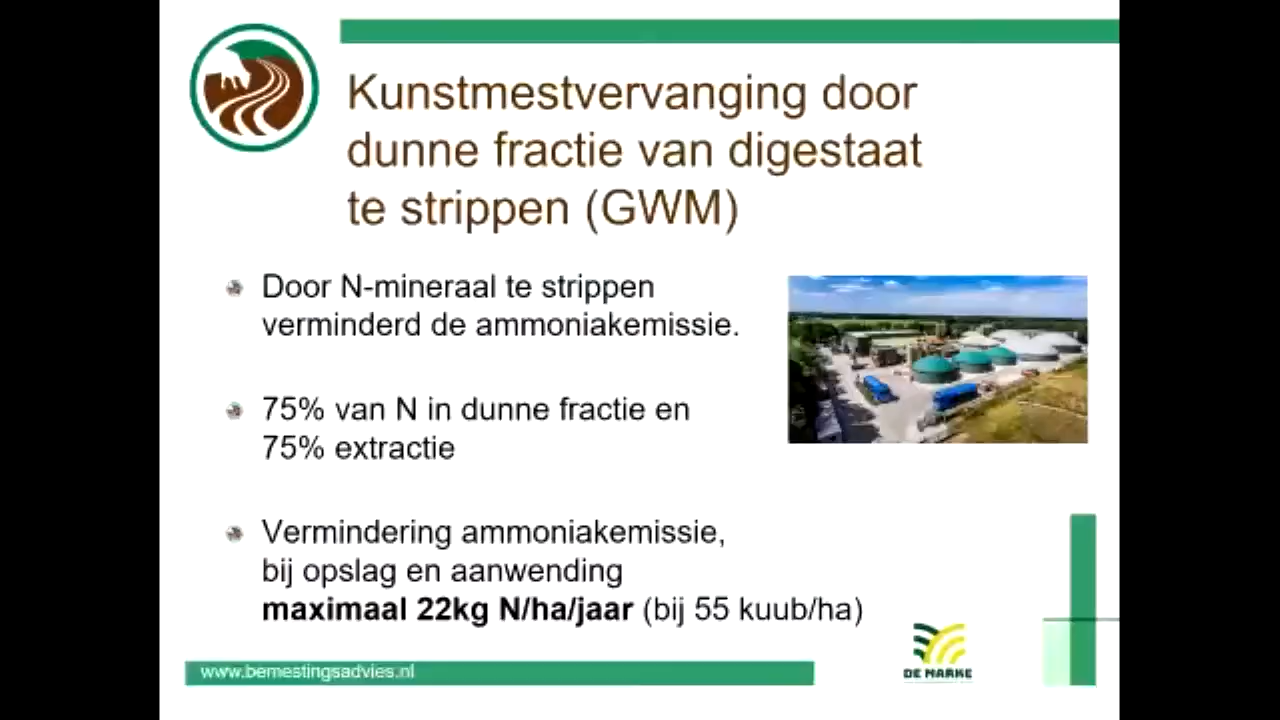 Kunstmestvervanging door
dunne fractie van digestaat
te strippen (GWM)
Door N-mineraal te strippen
verminderd de ammoniakemissie.
75% van N in dunne fractie en
75% extractie
Vermindering ammoniakemissie,
bij opslag en aanwending
maximaal 22kg N/ha/jaar (bij 55 kuub/ha)
www.bemestingsadvies.nl
DE MARKE